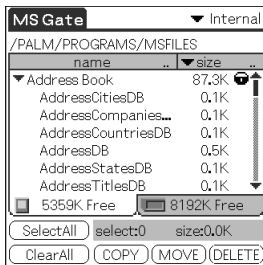 MS Gate Internal
/PALM/PROGRAMS/MSFILES
name .. size ..
Address Book 87.3K
AddressCitiesDB 0.1K
AddressCompanies... 0.1K
AddressCountriesDB 0.1K
AddressDB 0.5K
AddressStatesDB 0.1K
AddressTitlesDB 0.1K
5359K Free 8192K Free
SelectAll select:0 size:0.0K
ClearAll COPY MOVE DELETE